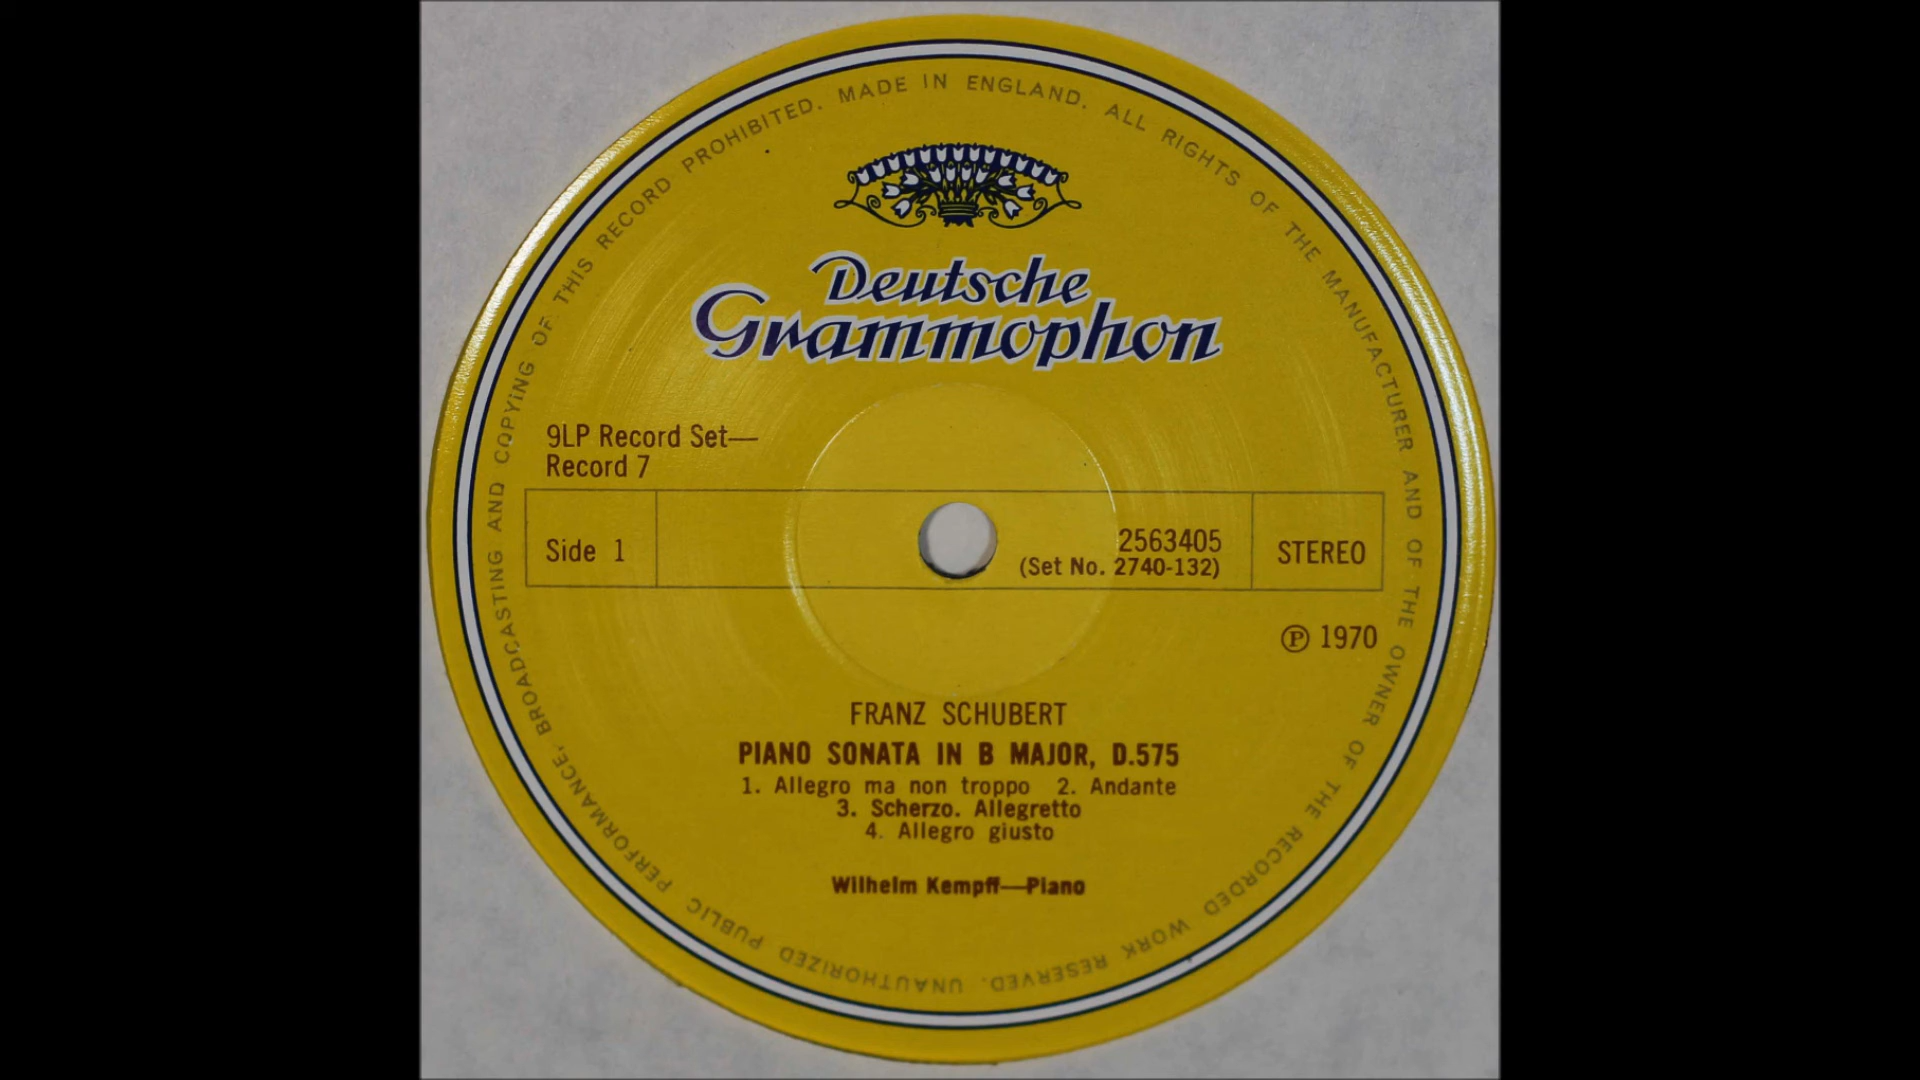 MADE IN ENGLAND. ALL RIGHTS OF THE MANUFACTURER AND OF THE OWNER OF THE RECORDED WORK RESERVED. UNAUTHORIZED PUBLIC PERFORMANCE, BROADCASTING AND COPYING OF THIS RECORD PROHIBITED.
Deutsche
Grammophon
9LP Record Set—
Record 7
Side 1
2563405
(Set No. 2740-132)
STEREO
℗ 1970
FRANZ SCHUBERT
PIANO SONATA IN B MAJOR, D.575
1. Allegro ma non troppo 2. Andante
3. Scherzo. Allegretto
4. Allegro giusto
Wilhelm Kempff—Piano